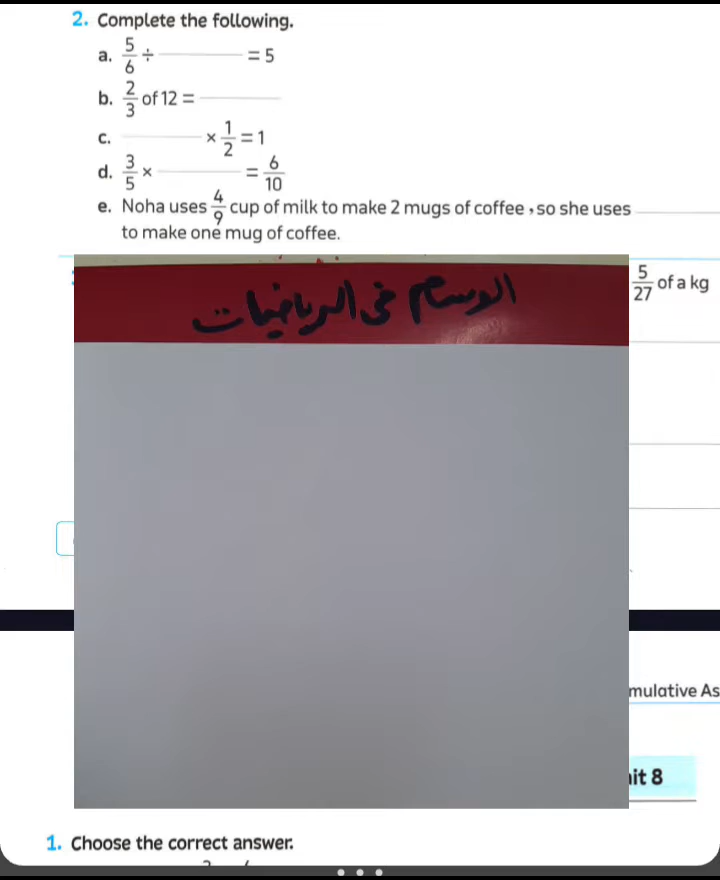 2. Complete the following.
a. 5/6 ÷ ______ = 5
b. 2/3 of 12 = ______
c. ______ × 1/2 = 1
d. 3/5 × ______ = 6/10
e. Noha uses 4/9 cup of milk to make 2 mugs of coffee , so she uses ______
to make one mug of coffee.
5/27 of a kg
الوسام في الرياضيات
mulative As
it 8
1. Choose the correct answer.